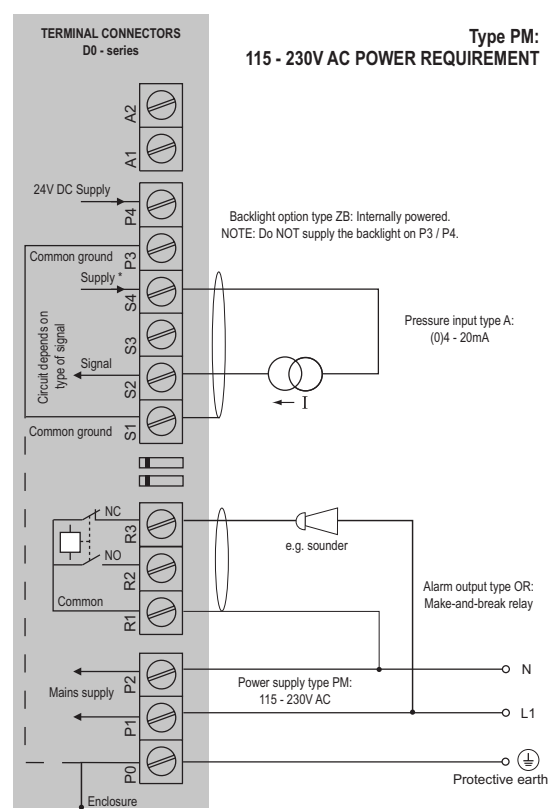 TERMINAL CONNECTORS
D0 - series
Type PM:
115 - 230V AC POWER REQUIREMENT
A2
A1
24V DC Supply
P4
Backlight option type ZB: Internally powered.
NOTE: Do NOT supply the backlight on P3 / P4.
Common ground
P3
Supply *
S4
Circuit depends on
type of signal
S3
Pressure input type A:
(0)4 - 20mA
Signal
S2
I
Common ground
S1
NC
R3
e.g. sounder
NO
R2
Alarm output type OR:
Make-and-break relay
Common
R1
P2
N
Mains supply
Power supply type PM:
115 - 230V AC
P1
L1
P0
Protective earth
Enclosure